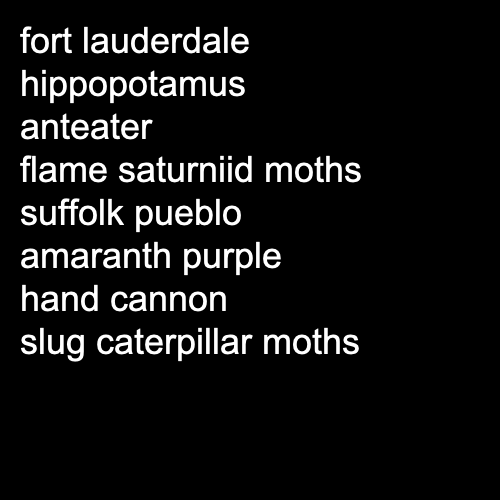 fort lauderdale
hippopotamus
anteater
flame saturniid moths
suffolk pueblo
amaranth purple
hand cannon
slug caterpillar moths